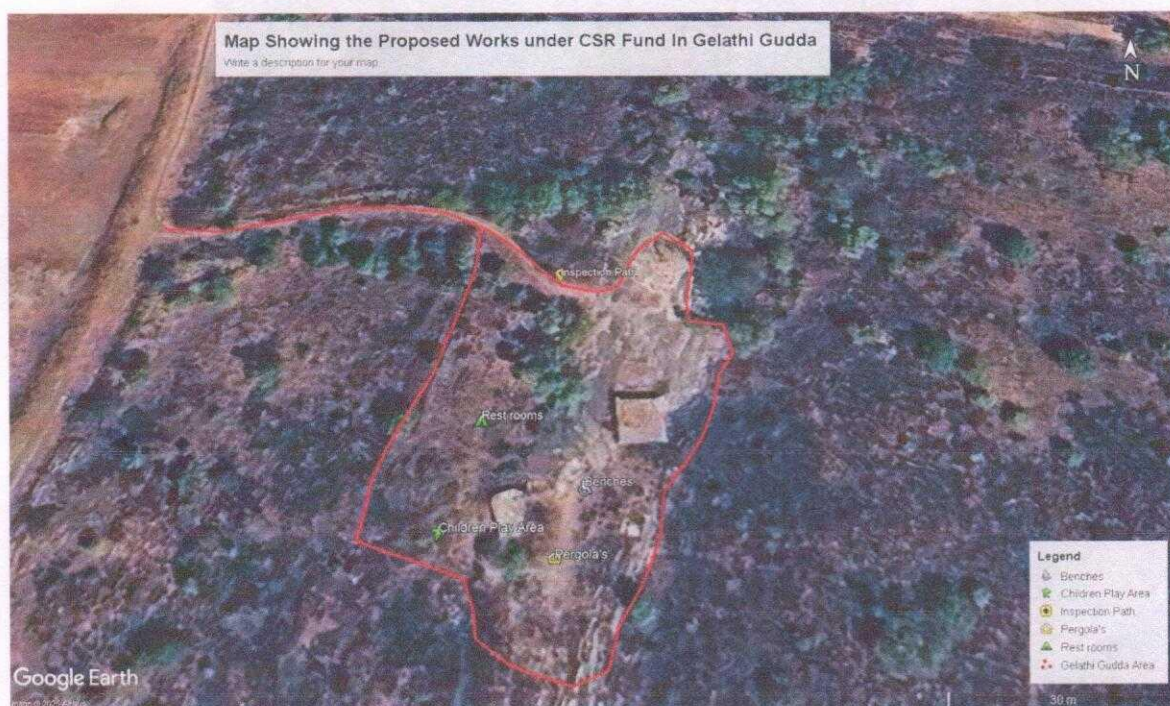 Map Showing the Proposed Works under CSR Fund In Gelathi Gudda
Write a description for your map.
N
Inspection Path
Rest rooms
Benches
Children Play Area
Pergola's
Legend
Benches
Children Play Area
Inspection Path
Pergola's
Rest rooms
Gelathi Gudda Area
Google Earth
30 m